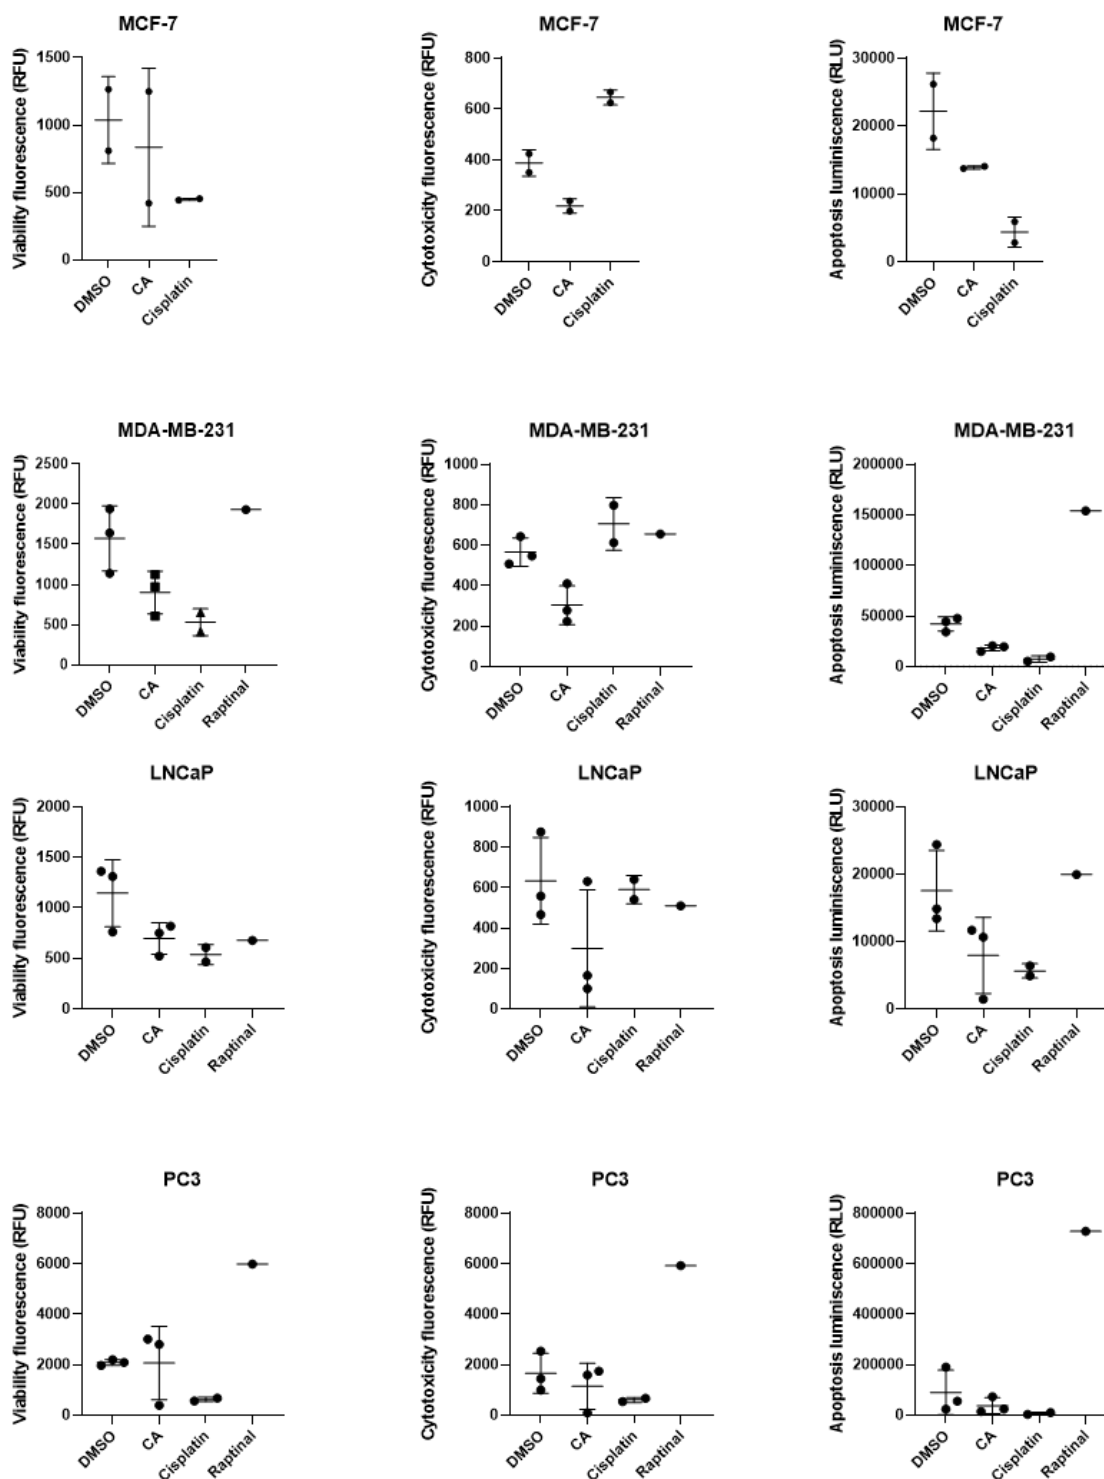 MCF-7
Viability fluorescence (RFU)
1500
1000
500
0
DMSO
CA
Cisplatin
MCF-7
Cytotoxicity fluorescence (RFU)
800
600
400
200
0
DMSO
CA
Cisplatin
MCF-7
Apoptosis luminiscence (RLU)
30000
20000
10000
0
DMSO
CA
Cisplatin
MDA-MB-231
Viability fluorescence (RFU)
2500
2000
1500
1000
500
0
DMSO
CA
Cisplatin
Raptinal
MDA-MB-231
Cytotoxicity fluorescence (RFU)
1000
800
600
400
200
0
DMSO
CA
Cisplatin
Raptinal
MDA-MB-231
Apoptosis luminiscence (RLU)
200000
150000
100000
50000
0
DMSO
CA
Cisplatin
Raptinal
LNCaP
Viability fluorescence (RFU)
2000
1500
1000
500
0
DMSO
CA
Cisplatin
Raptinal
LNCaP
Cytotoxicity fluorescence (RFU)
1000
800
600
400
200
0
DMSO
CA
Cisplatin
Raptinal
LNCaP
Apoptosis luminiscence (RLU)
30000
20000
10000
0
DMSO
CA
Cisplatin
Raptinal
PC3
Viability fluorescence (RFU)
8000
6000
4000
2000
0
DMSO
CA
Cisplatin
Raptinal
PC3
Cytotoxicity fluorescence (RFU)
8000
6000
4000
2000
0
DMSO
CA
Cisplatin
Raptinal
PC3
Apoptosis luminiscence (RLU)
800000
600000
400000
200000
0
DMSO
CA
Cisplatin
Raptinal